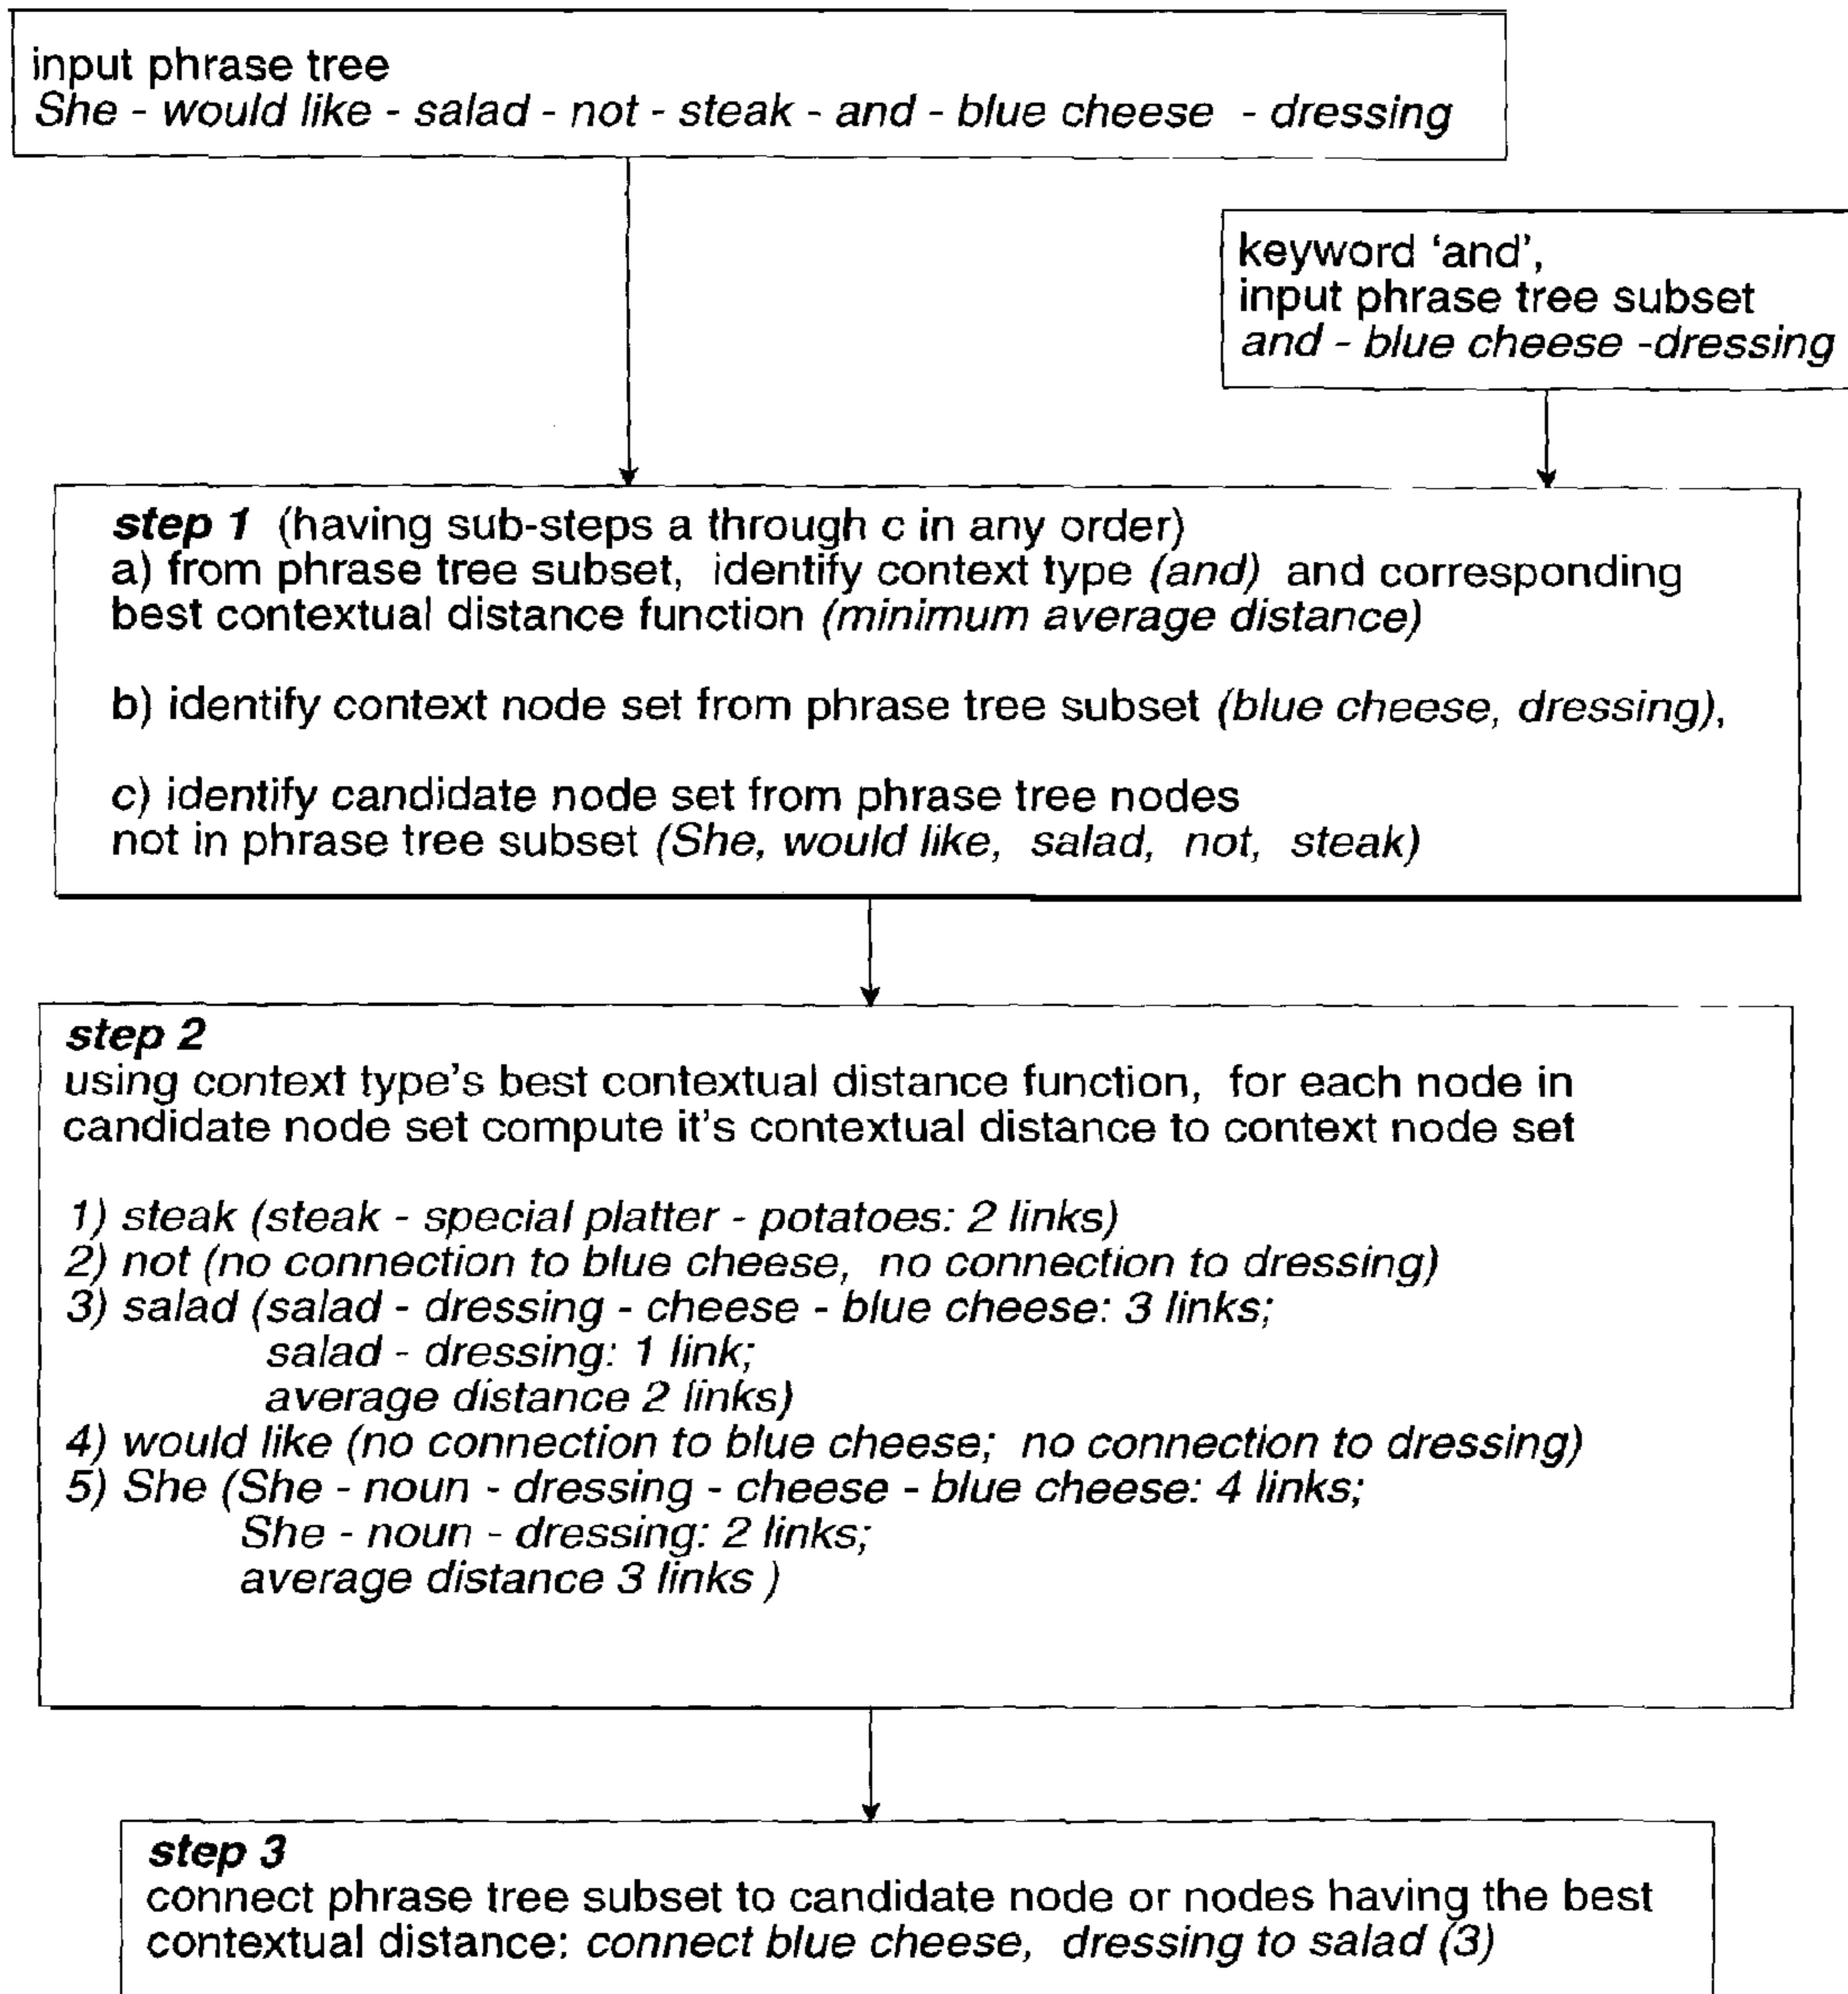 input phrase tree
She - would like - salad - not - steak - and - blue cheese - dressing
keyword ‘and’,
input phrase tree subset
and - blue cheese -dressing
step 1 (having sub-steps a through c in any order)
a) from phrase tree subset, identify context type (and) and corresponding
best contextual distance function (minimum average distance)
b) identify context node set from phrase tree subset (blue cheese, dressing),
c) identify candidate node set from phrase tree nodes
not in phrase tree subset (She, would like, salad, not, steak)
step 2
using context type’s best contextual distance function, for each node in
candidate node set compute it’s contextual distance to context node set
1) steak (steak - special platter - potatoes: 2 links)
2) not (no connection to blue cheese, no connection to dressing)
3) salad (salad - dressing - cheese - blue cheese: 3 links;
salad - dressing: 1 link;
average distance 2 links)
4) would like (no connection to blue cheese; no connection to dressing)
5) She (She - noun - dressing - cheese - blue cheese: 4 links;
She - noun - dressing: 2 links;
average distance 3 links )
step 3
connect phrase tree subset to candidate node or nodes having the best
contextual distance: connect blue cheese, dressing to salad (3)